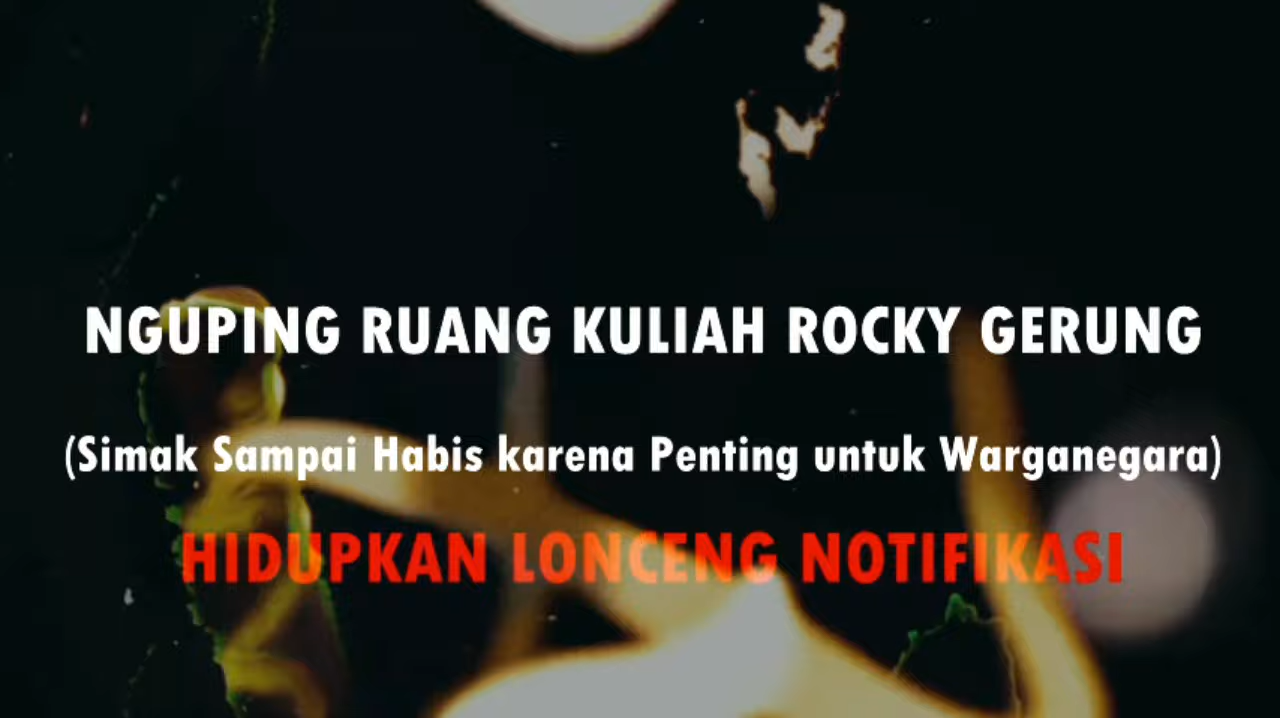 NGUPING RUANG KULIAH ROCKY GERUNG
(Simak Sampai Habis karena Penting untuk Warganegara)
HIDUPKAN LONCENG NOTIFIKASI